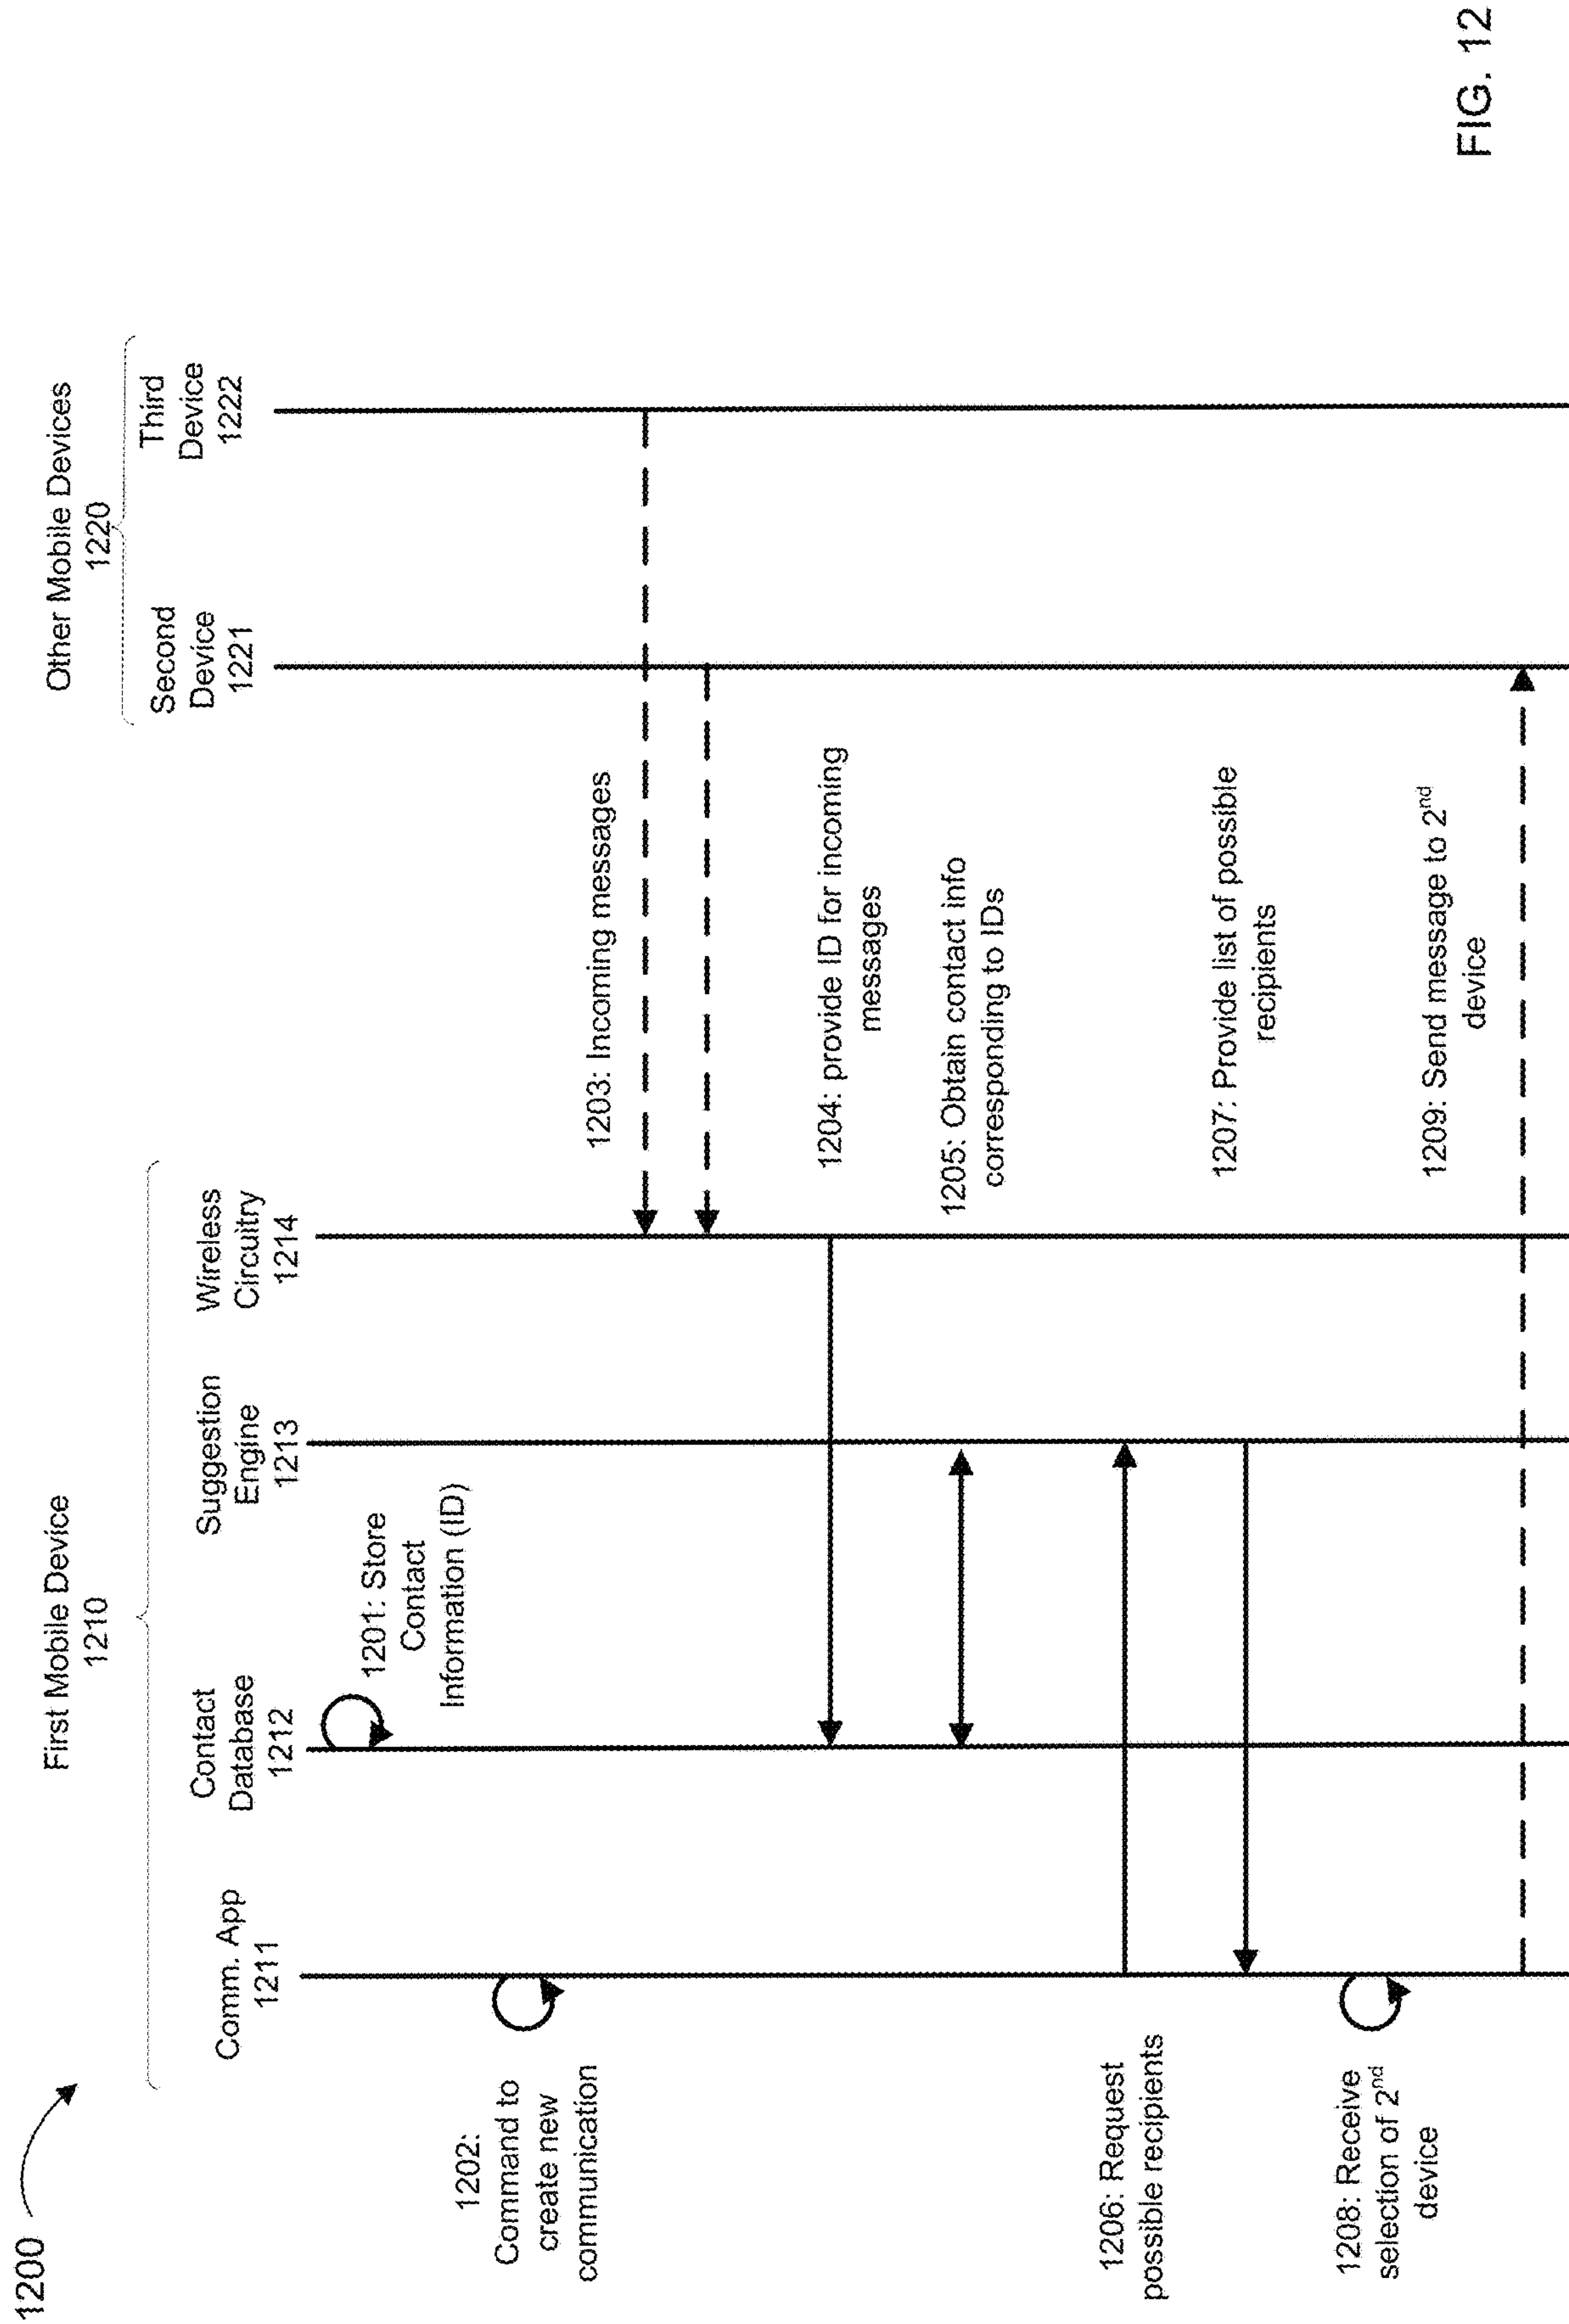 1200
First Mobile Device
1210
Other Mobile Devices
1220
Comm. App
1211
Contact
Database
1212
Suggestion
Engine
1213
Wireless
Circuitry
1214
Second
Device
1221
Third
Device
1222
1201: Store
Contact
Information (ID)
1202:
Command to
create new
communication
1203: Incoming messages
1204: provide ID for incoming
messages
1205: Obtain contact info
corresponding to IDs
1206: Request
possible recipients
1207: Provide list of possible
recipients
1208: Receive
selection of 2nd
device
1209: Send message to 2nd
device
FIG. 12